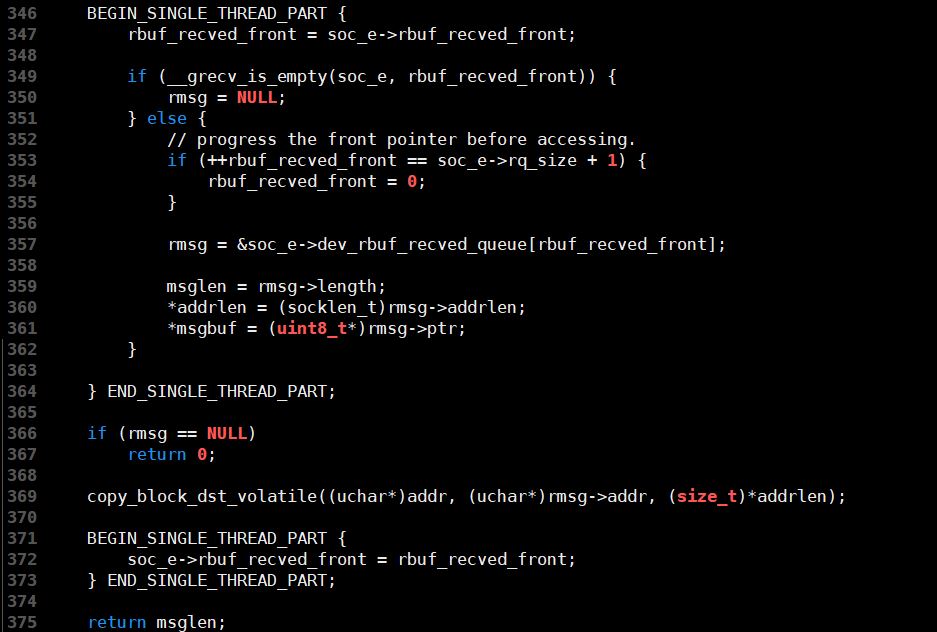 346     BEGIN_SINGLE_THREAD_PART {
347         rbuf_recved_front = soc_e->rbuf_recved_front;
348
349         if (__grecv_is_empty(soc_e, rbuf_recved_front)) {
350             rmsg = NULL;
351         } else {
352             // progress the front pointer before accessing.
353             if (++rbuf_recved_front == soc_e->rq_size + 1) {
354                 rbuf_recved_front = 0;
355             }
356
357             rmsg = &soc_e->dev_rbuf_recved_queue[rbuf_recved_front];
358
359             msglen = rmsg->length;
360             *addrlen = (socklen_t)rmsg->addrlen;
361             *msgbuf = (uint8_t*)rmsg->ptr;
362         }
363
364     } END_SINGLE_THREAD_PART;
365
366     if (rmsg == NULL)
367         return 0;
368
369     copy_block_dst_volatile((uchar*)addr, (uchar*)rmsg->addr, (size_t)*addrlen);
370
371     BEGIN_SINGLE_THREAD_PART {
372         soc_e->rbuf_recved_front = rbuf_recved_front;
373     } END_SINGLE_THREAD_PART;
374
375     return msglen;